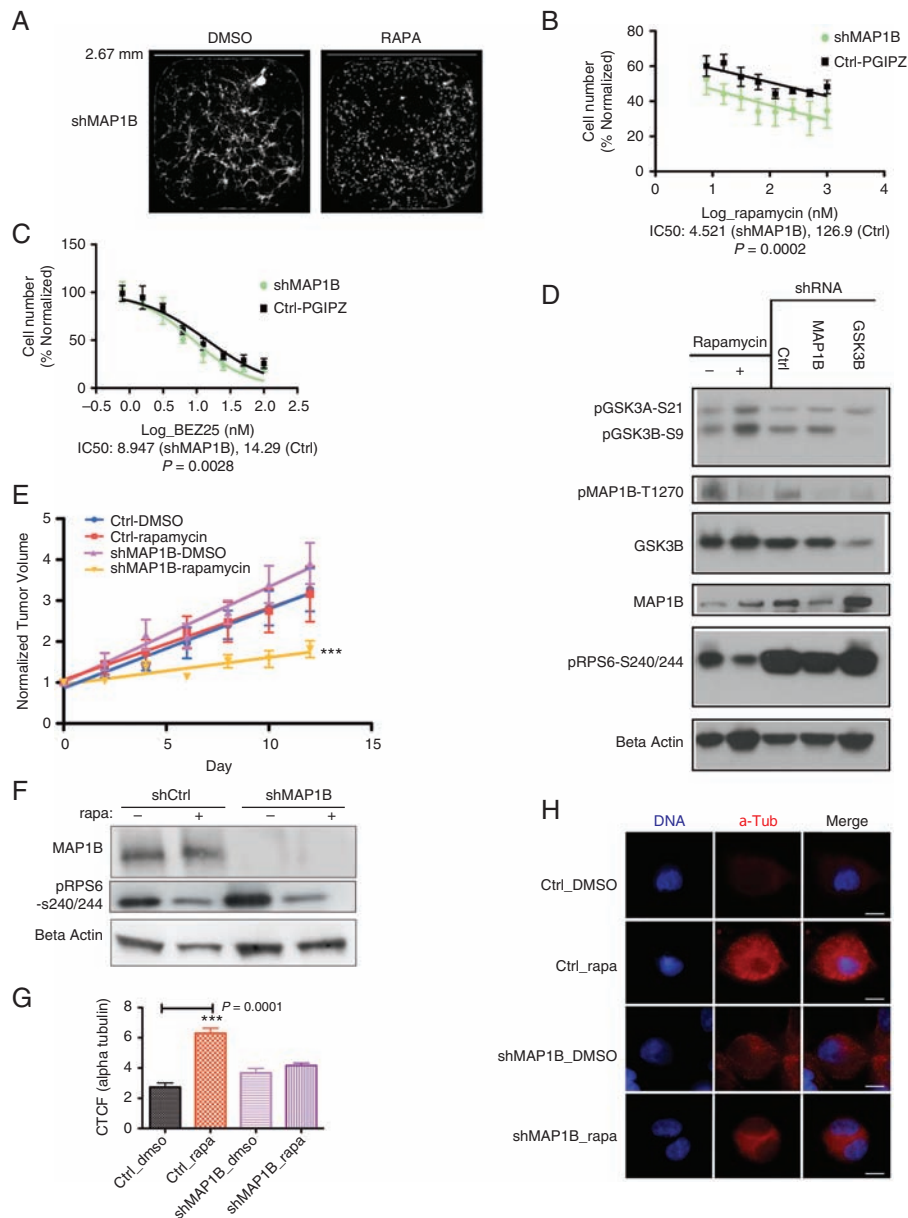 A
DMSO
RAPA
2.67 mm
shMAP1B
B
shMAP1B
Ctrl-PGIPZ
Cell number
(% Normalized)
80
60
40
20
0
0
1
2
3
4
Log_rapamycin (nM)
IC50: 4.521 (shMAP1B), 126.9 (Ctrl)
P = 0.0002
C
shMAP1B
Ctrl-PGIPZ
Cell number
(% Normalized)
150
100
50
0
−0.5
0.0
0.5
1.0
1.5
2.0
2.5
Log_BEZ25 (nM)
IC50: 8.947 (shMAP1B), 14.29 (Ctrl)
P = 0.0028
D
shRNA
Rapamycin
−
+
Ctrl
MAP1B
GSK3B
pGSK3A-S21
pGSK3B-S9
pMAP1B-T1270
GSK3B
MAP1B
pRPS6-S240/244
Beta Actin
E
Ctrl-DMSO
Ctrl-rapamycin
shMAP1B-DMSO
shMAP1B-rapamycin
Normalized Tumor Volume
5
4
3
2
1
0
***
0
5
10
15
Day
F
shCtrl
shMAP1B
rapa:
−
+
−
+
MAP1B
pRPS6
-s240/244
Beta Actin
G
CTCF (alpha tubulin)
8
6
4
2
0
P = 0.0001
***
Ctrl_dmso
Ctrl_rapa
shMAP1B_dmso
shMAP1B_rapa
H
DNA
a-Tub
Merge
Ctrl_DMSO
Ctrl_rapa
shMAP1B_DMSO
shMAP1B_rapa